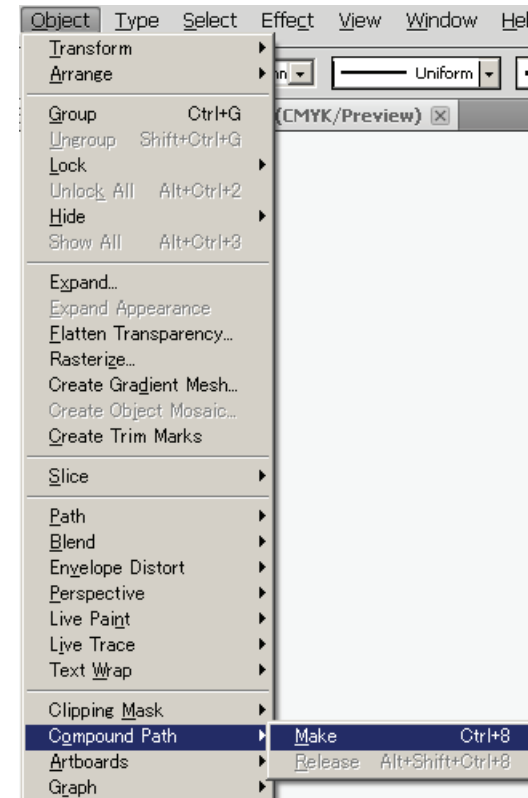 Object Type Select Effect View Window Hel
Transform
Arrange
Uniform
Group Ctrl+G
(CMYK/Preview)
Ungroup Shift+Ctrl+G
Lock
Unlock All Alt+Ctrl+2
Hide
Show All Alt+Ctrl+3
Expand...
Expand Appearance
Flatten Transparency...
Rasterize...
Create Gradient Mesh...
Create Object Mosaic...
Create Trim Marks
Slice
Path
Blend
Envelope Distort
Perspective
Live Paint
Live Trace
Text Wrap
Clipping Mask
Compound Path
Make Ctrl+8
Artboards
Release Alt+Shift+Ctrl+8
Graph